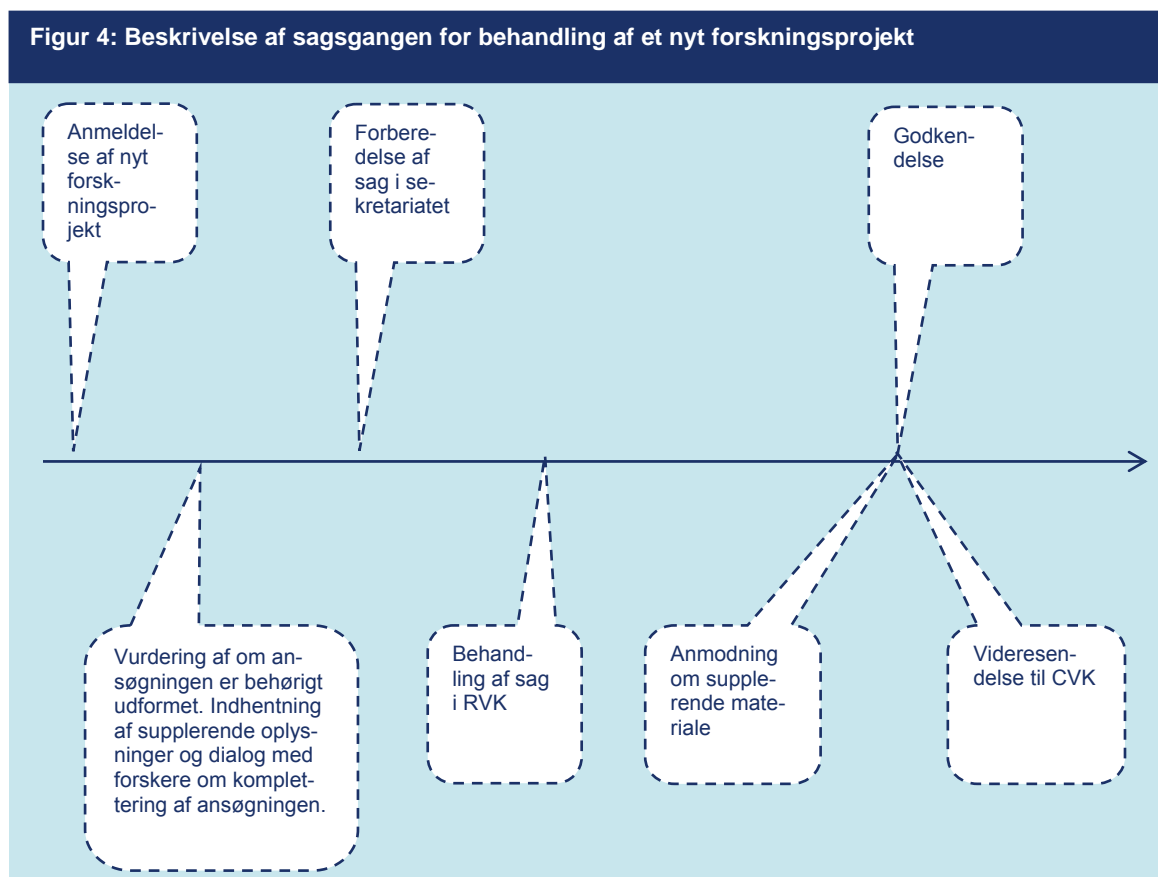 Figur 4: Beskrivelse af sagsgangen for behandling af et nyt forskningsprojekt
Anmeldel-
se af nyt
forsk-
ningspro-
jekt
Forbere-
delse af
sag i se-
kretariatet
Godken-
delse
Vurdering af om an-
søgningen er behørigt
udformet. Indhentning
af supplerende oplys-
ninger og dialog med
forskere om komplet-
tering af ansøgningen.
Behand-
ling af sag
i RVK
Anmodning
om supple-
rende mate-
riale
Videresen-
delse til CVK